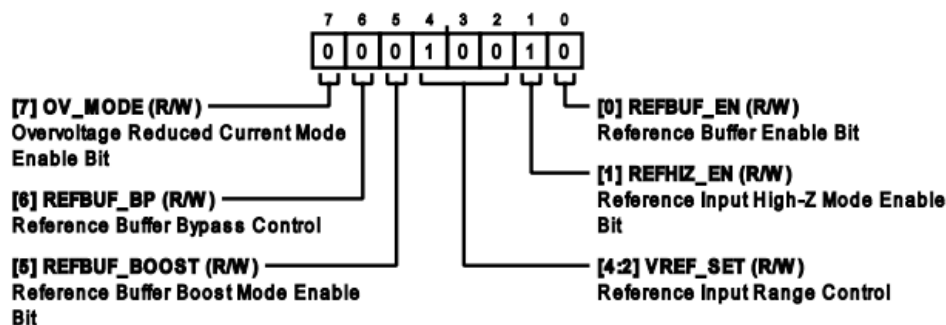 7 6 5 4 3 2 1 0
0 0 0 1 0 0 1 0
[7] OV_MODE (R/W)
Overvoltage Reduced Current Mode
Enable Bit
[6] REFBUF_BP (R/W)
Reference Buffer Bypass Control
[5] REFBUF_BOOST (R/W)
Reference Buffer Boost Mode Enable
Bit
[0] REFBUF_EN (R/W)
Reference Buffer Enable Bit
[1] REFHIZ_EN (R/W)
Reference Input High-Z Mode Enable
Bit
[4:2] VREF_SET (R/W)
Reference Input Range Control